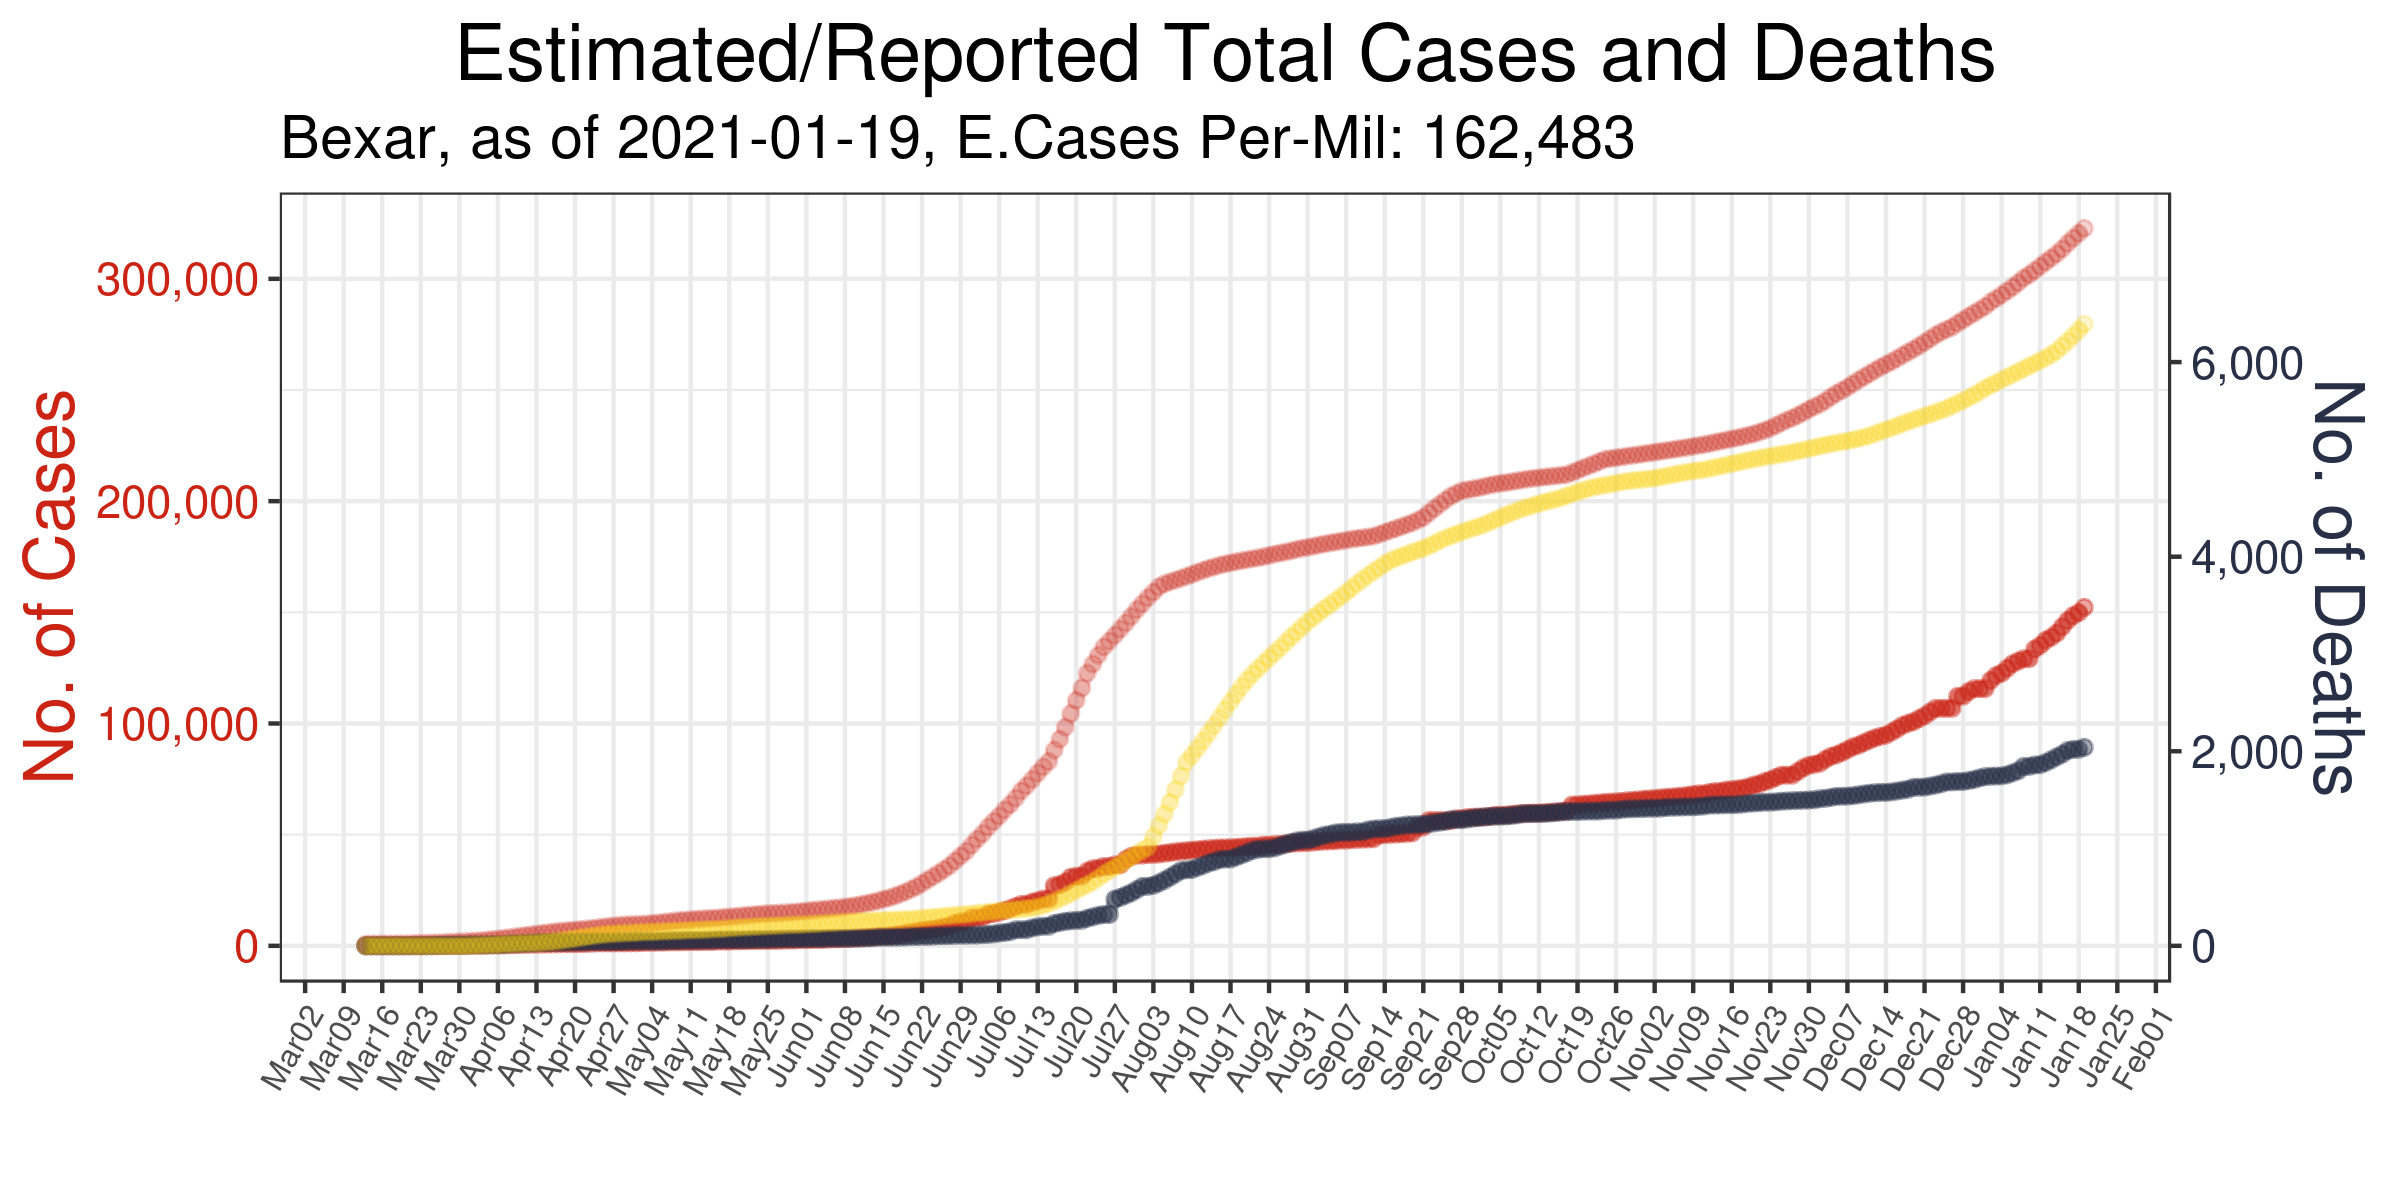 Estimated/Reported Total Cases and Deaths
Bexar, as of 2021-01-19, E.Cases Per-Mil: 162,483
No. of Cases
300,000
200,000
100,000
0
6,000
4,000
2,000
0
No. of Deaths
Mar02 Mar09 Mar16 Mar23 Mar30 Apr06 Apr13 Apr20 Apr27 May04 May11 May18 May25 Jun01 Jun08 Jun15 Jun22 Jun29 Jul06 Jul13 Jul20 Jul27 Aug03 Aug10 Aug17 Aug24 Aug31 Sep07 Sep14 Sep21 Sep28 Oct05 Oct12 Oct19 Oct26 Nov02 Nov09 Nov16 Nov23 Nov30 Dec07 Dec14 Dec21 Dec28 Jan04 Jan11 Jan18 Jan25 Feb01